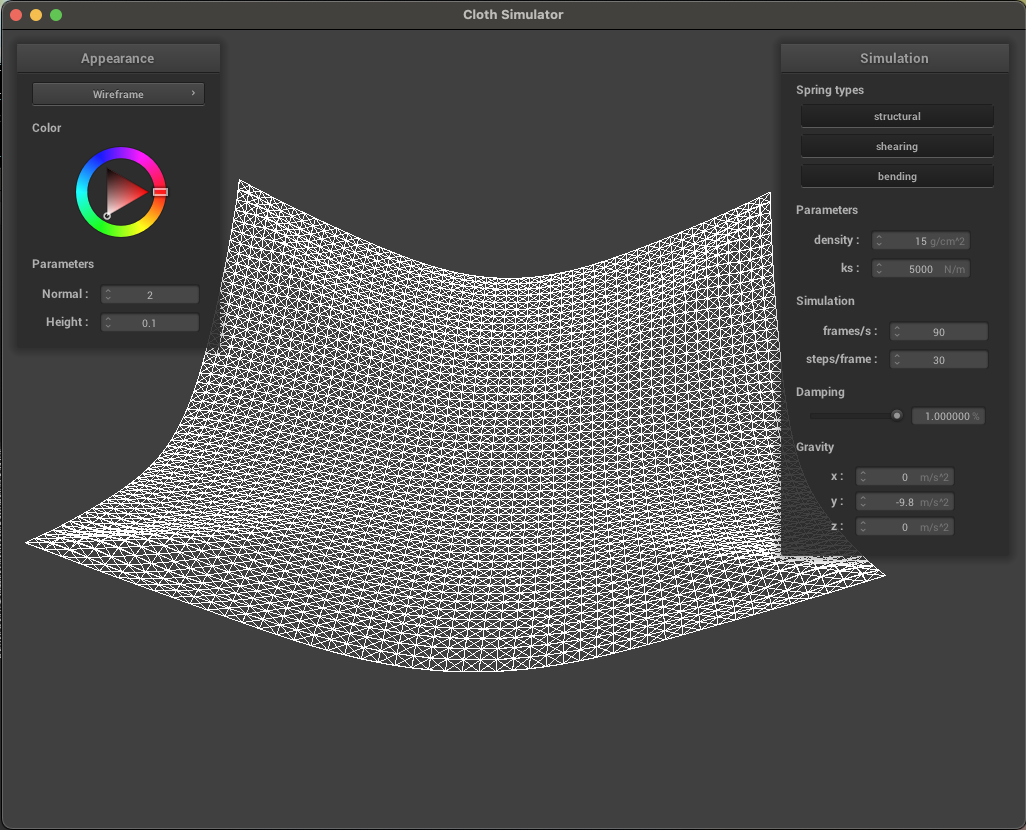 Cloth Simulator
Appearance
Wireframe
Color
Parameters
Normal : 2
Height : 0.1
Simulation
Spring types
structural
shearing
bending
Parameters
density : 15 g/cm^2
ks : 5000 N/m
Simulation
frames/s : 90
steps/frame : 30
Damping
1.000000 %
Gravity
x : 0 m/s^2
y : -9.8 m/s^2
z : 0 m/s^2